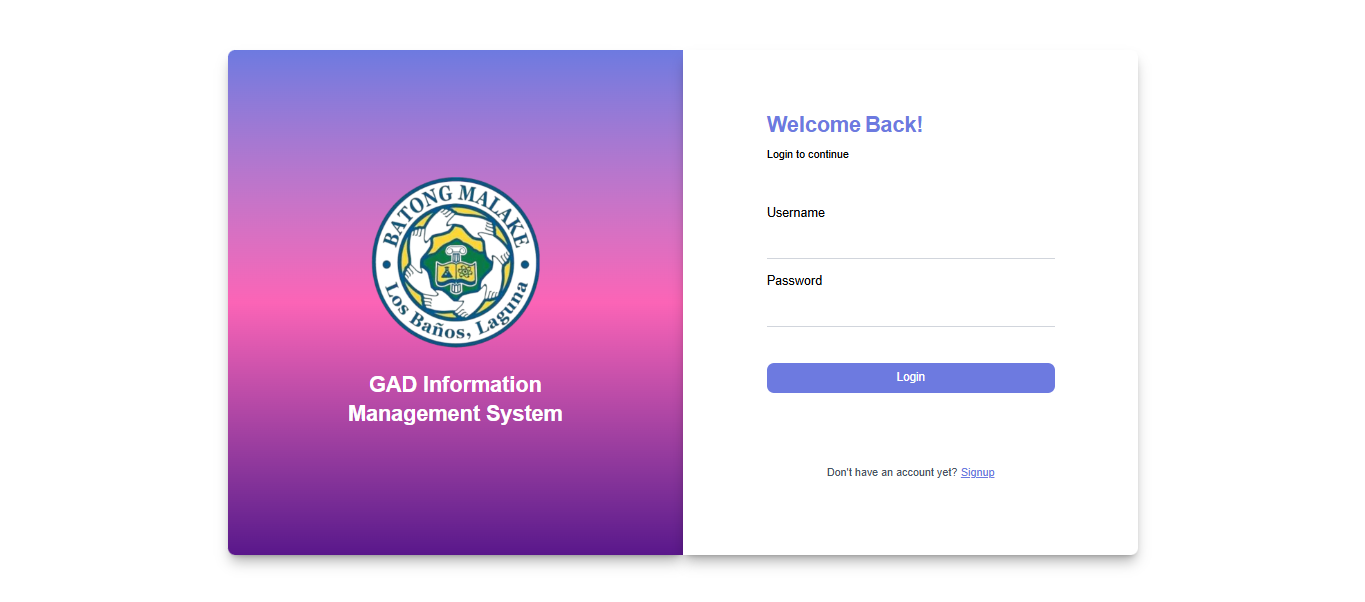 BATONG MALAKE
Los Baños, Laguna
GAD Information
Management System
Welcome Back!
Login to continue
Username
Password
Login
Don't have an account yet? Signup